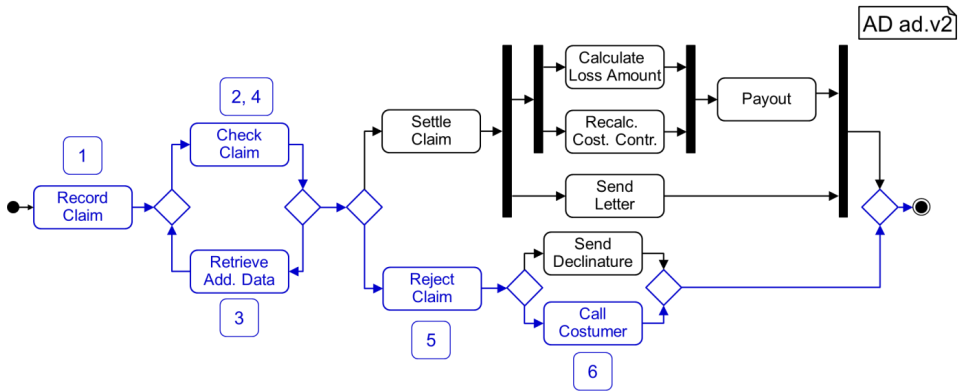 AD ad.v2
Calculate
Loss Amount
2, 4
Payout
Settle
Claim
Check
Claim
Recalc.
Cost. Contr.
1
Record
Claim
Send
Letter
Send
Declinature
Retrieve
Add. Data
Reject
Claim
3
Call
Costumer
5
6